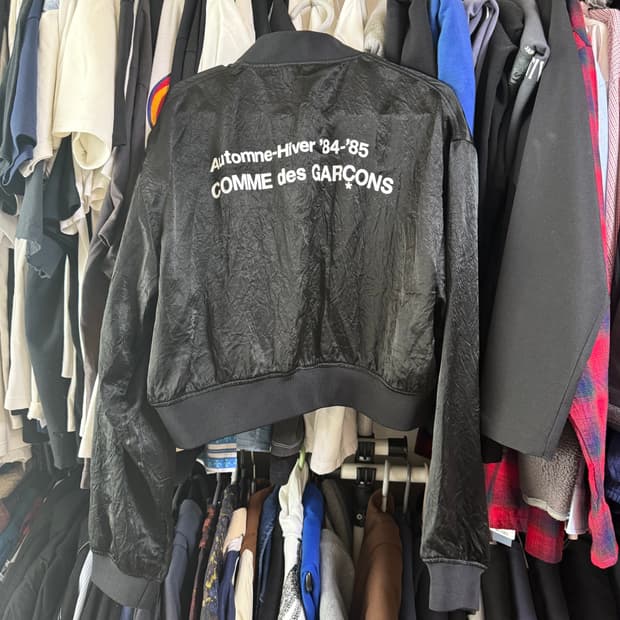 Automne-Hiver '84-'85
COMME des GARÇONS